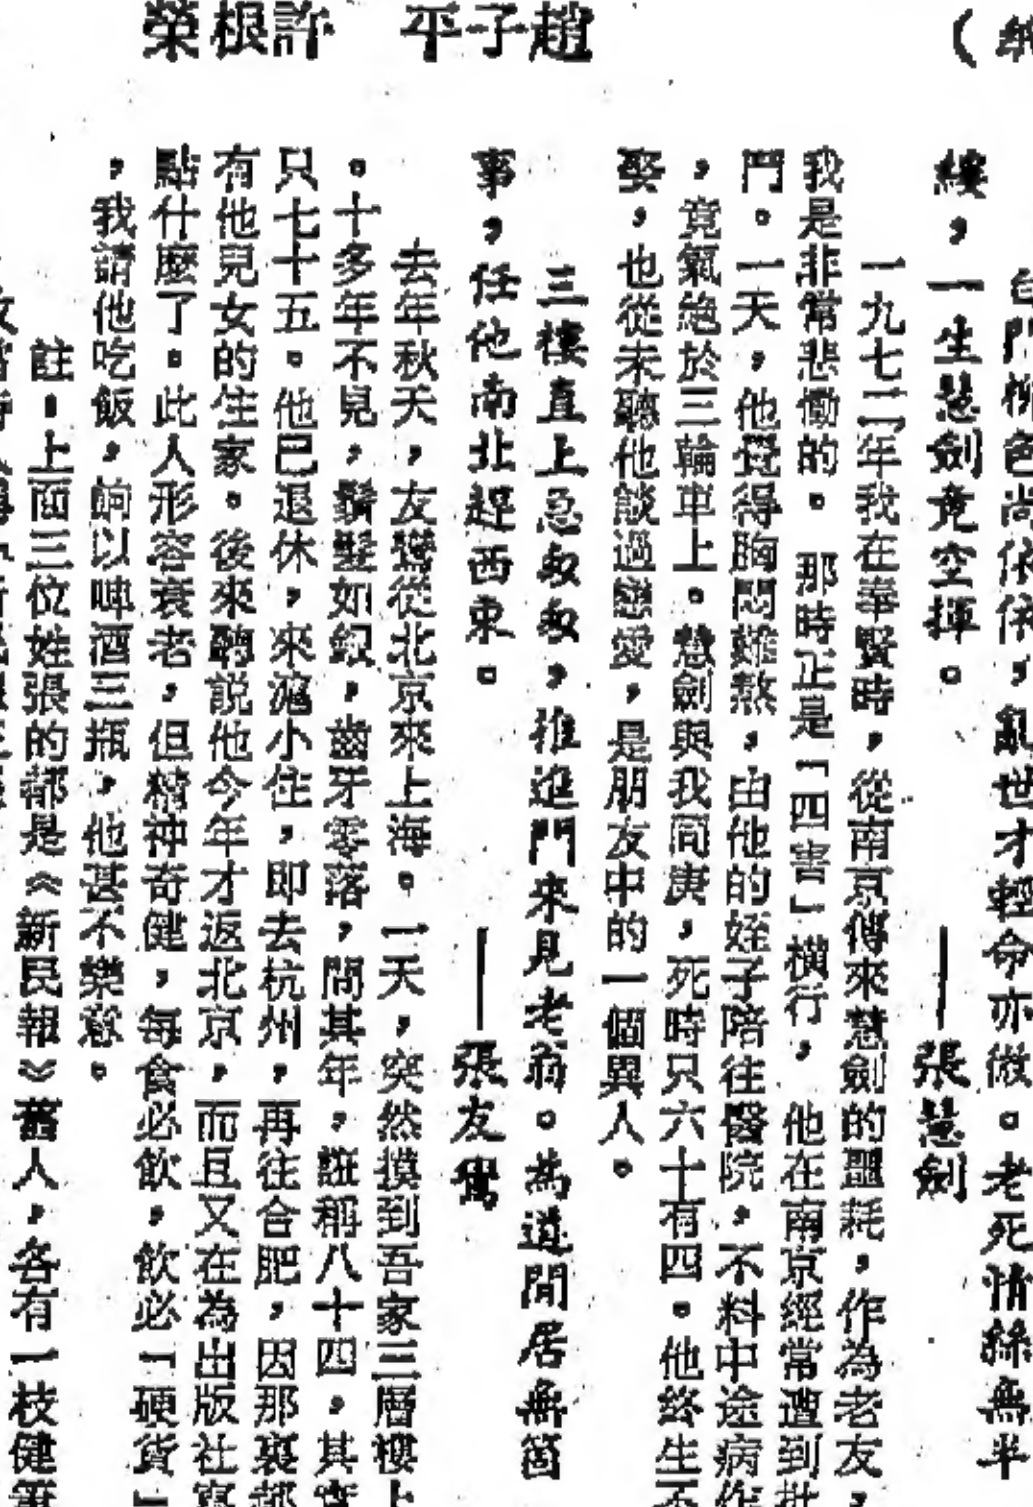 趙子平　許根榮
白門柳色尚依依，亂世才輕命亦微。老死情絲無半
縷，一生慧劍竟空揮。　——張慧劍
一九七二年我在奉賢時，從南京傳來慧劍的噩耗，作為老友，
我是非常悲慟的。那時正是「四害」橫行，他在南京經常遭到批
鬥。一天，他覺得胸悶難熬，由他的姪子陪往醫院，不料中途病作
，竟氣絕於三輪車上。慧劍與我同庚，死時只六十有四。他終生不
娶，也從未聽他談過戀愛，是朋友中的一個異人。
三樓直上忽匆匆，推進門來見老翁。為道閒居無箇
事，任他南北趕西東。　——張友鸞
去年秋天，友鸞從北京來上海。一天，突然摸到吾家三層樓上
。十多年不見，鬚髮如銀，齒牙零落，問其年，誑稱八十四，其實
只七十五。他已退休，來滬小住，即去杭州，再往合肥，因那裏都
有他兒女的住家。後來聽說他今年才返北京，而且又在為出版社寫
點什麼了。此人形容衰老，但精神奇健，每食必飲，飲必「硬貨」
，我請他吃飯，餉以啤酒三瓶，他甚不樂意。
註：上面三位姓張的都是《新民報》舊人，各有一枝健筆